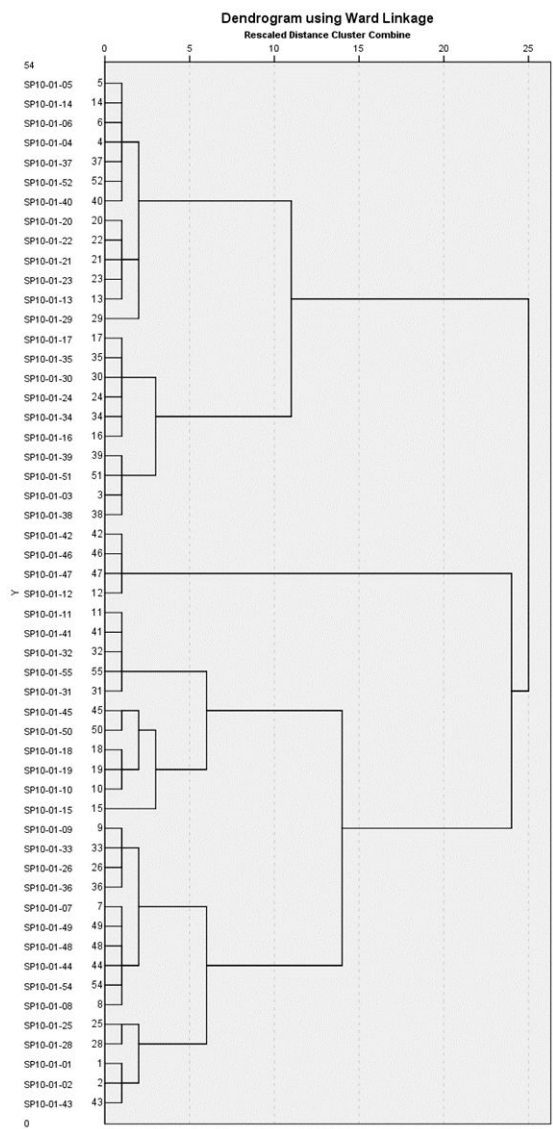 Dendrogram using Ward Linkage
Rescaled Distance Cluster Combine
0 5 10 15 20 25
54
SP10-01-05 5
SP10-01-14 14
SP10-01-06 6
SP10-01-04 4
SP10-01-37 37
SP10-01-52 52
SP10-01-40 40
SP10-01-20 20
SP10-01-22 22
SP10-01-21 21
SP10-01-23 23
SP10-01-13 13
SP10-01-29 29
SP10-01-17 17
SP10-01-35 35
SP10-01-30 30
SP10-01-24 24
SP10-01-34 34
SP10-01-16 16
SP10-01-39 39
SP10-01-51 51
SP10-01-03 3
SP10-01-38 38
SP10-01-42 42
SP10-01-46 46
SP10-01-47 47
Y SP10-01-12 12
SP10-01-11 11
SP10-01-41 41
SP10-01-32 32
SP10-01-55 55
SP10-01-31 31
SP10-01-45 45
SP10-01-50 50
SP10-01-18 18
SP10-01-19 19
SP10-01-10 10
SP10-01-15 15
SP10-01-09 9
SP10-01-33 33
SP10-01-26 26
SP10-01-36 36
SP10-01-07 7
SP10-01-49 49
SP10-01-48 48
SP10-01-44 44
SP10-01-54 54
SP10-01-08 8
SP10-01-25 25
SP10-01-28 28
SP10-01-01 1
SP10-01-02 2
SP10-01-43 43
0